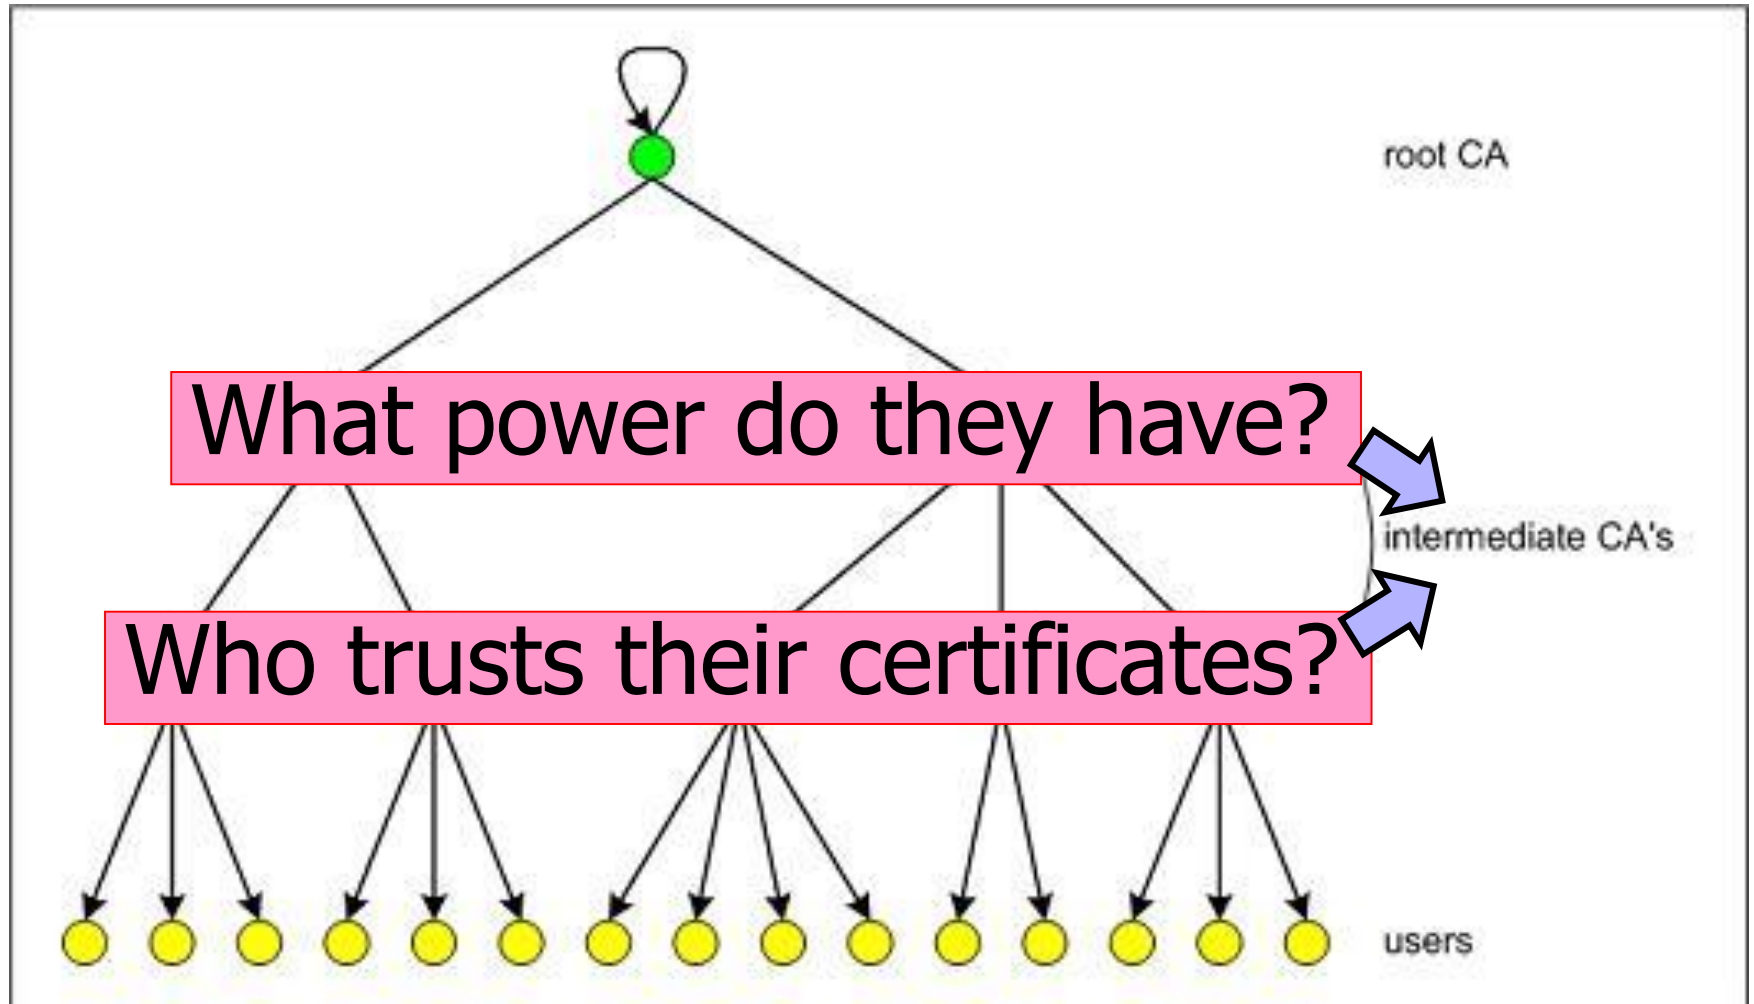 root CA
What power do they have?
intermediate CA's
Who trusts their certificates?
users